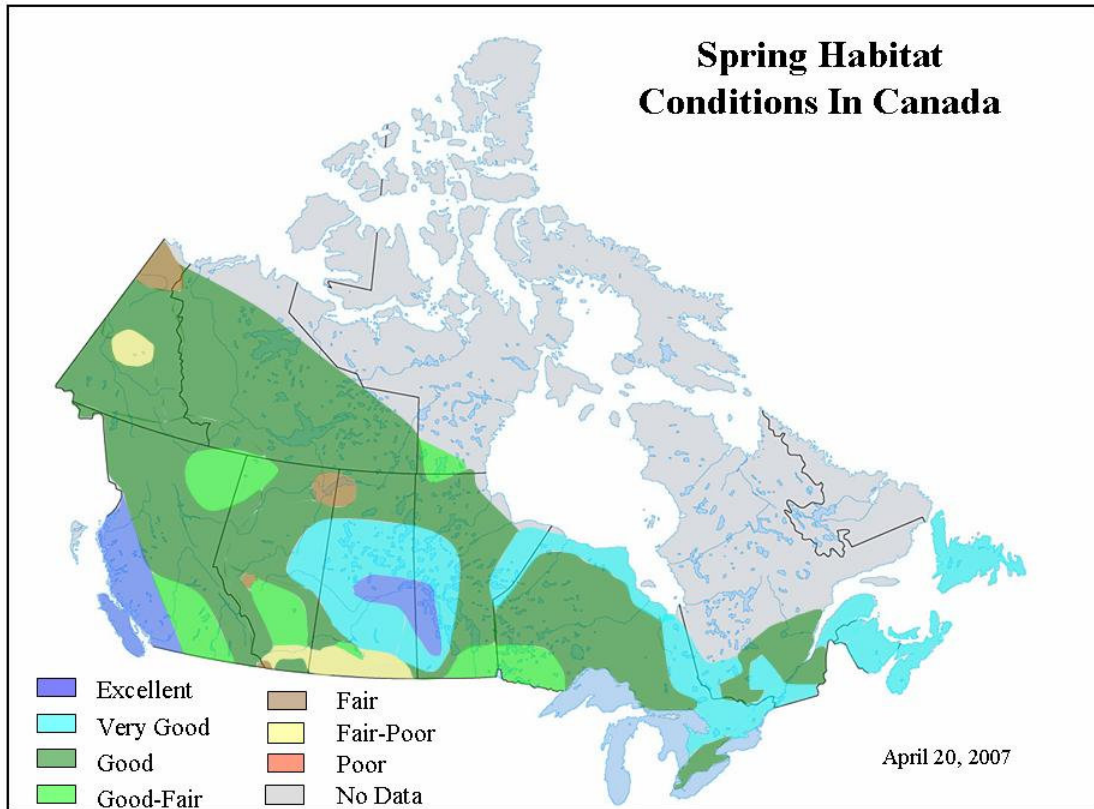 Spring Habitat
Conditions In Canada
Excellent
Very Good
Good
Good-Fair
Fair
Fair-Poor
Poor
No Data
April 20, 2007